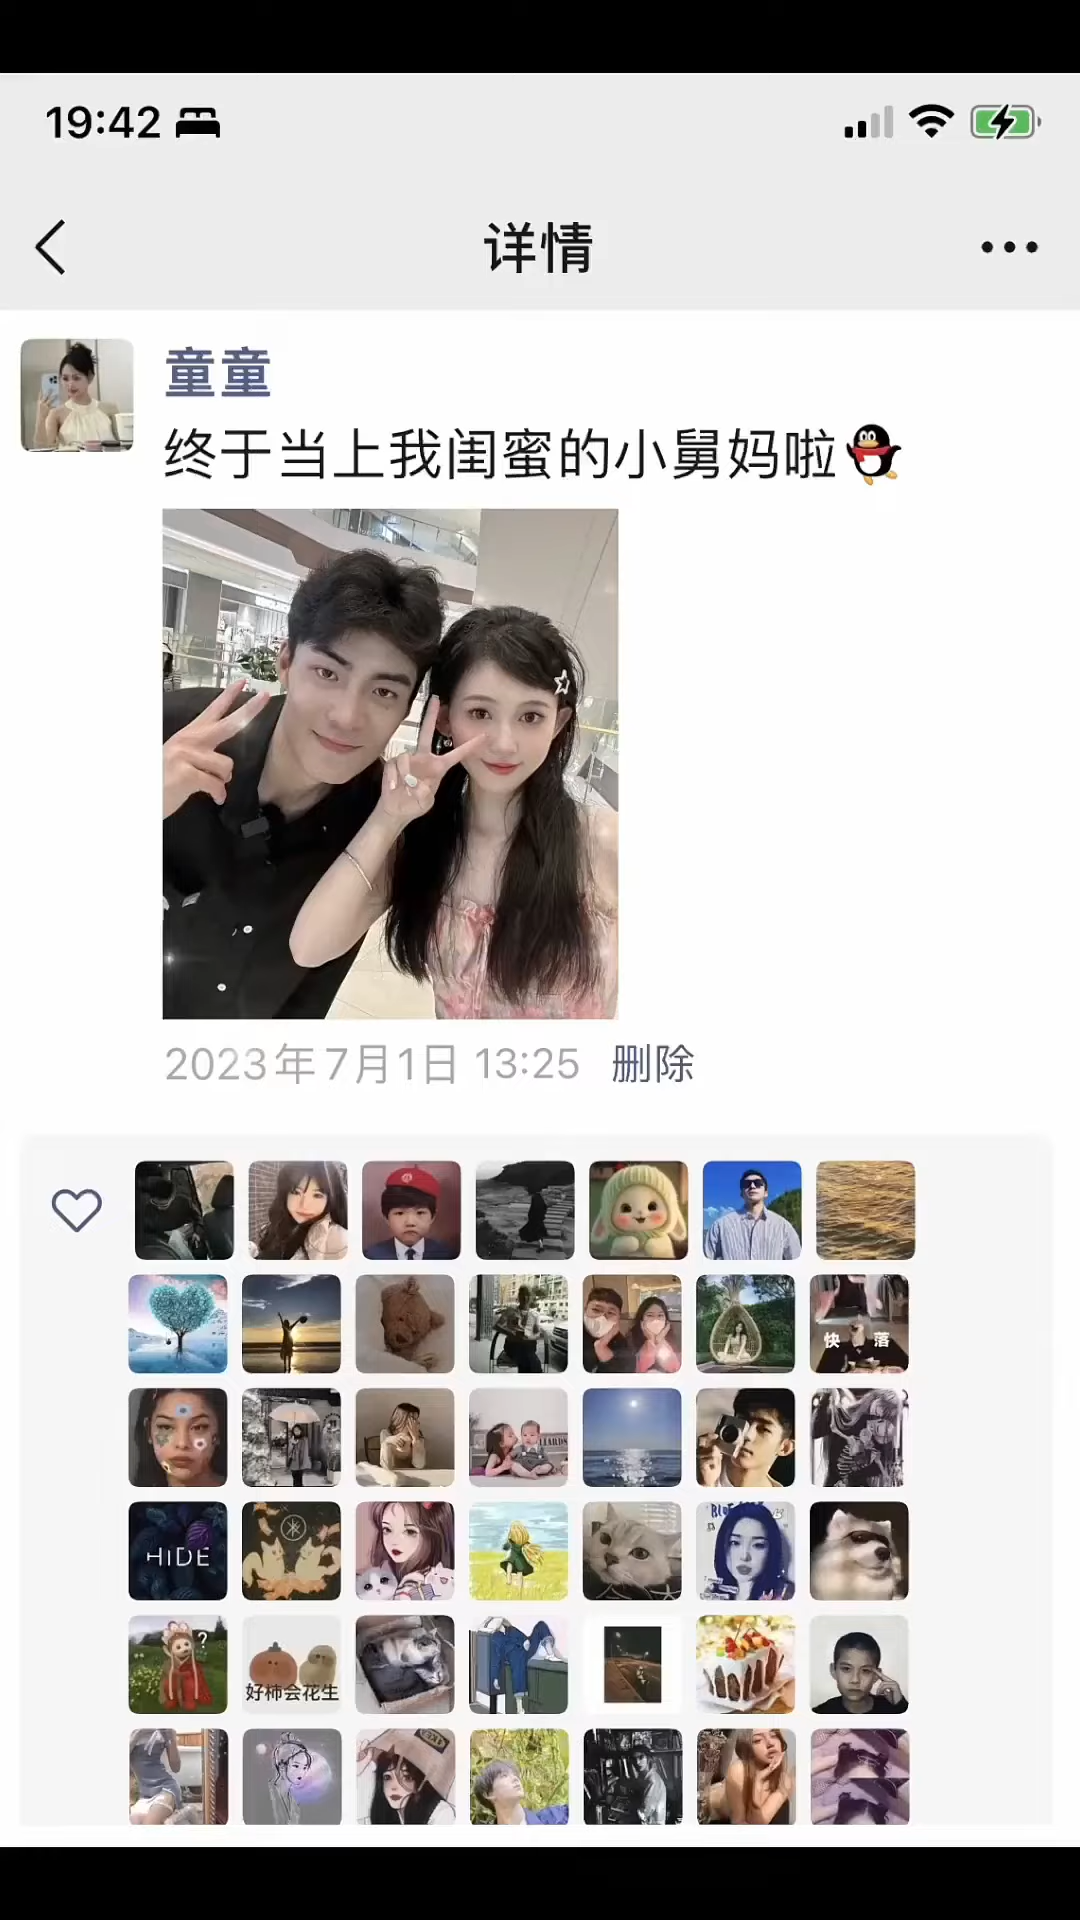 19:42
详情
童童
终于当上我闺蜜的小舅妈啦
2023年7月1日 13:25 删除
快 落
HIDE
?
好柿会花生